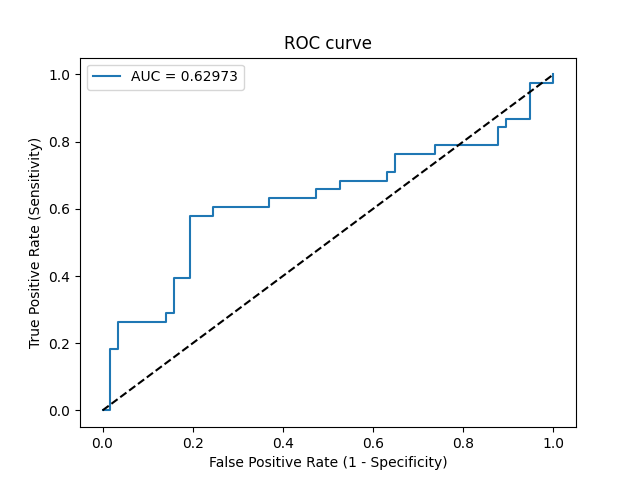 ROC curve
AUC = 0.62973
1.0
0.8
0.6
0.4
0.2
0.0
True Positive Rate (Sensitivity)
0.0 0.2 0.4 0.6 0.8 1.0
False Positive Rate (1 - Specificity)